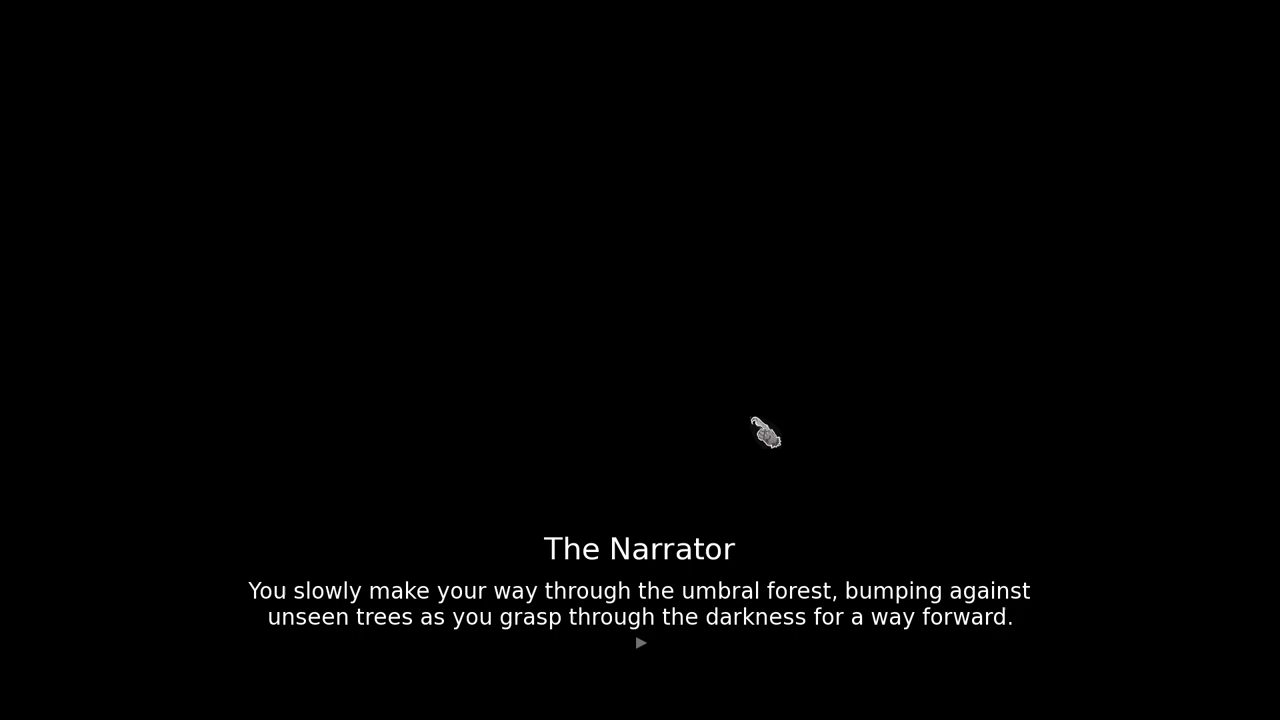 The Narrator
You slowly make your way through the umbral forest, bumping against
unseen trees as you grasp through the darkness for a way forward.